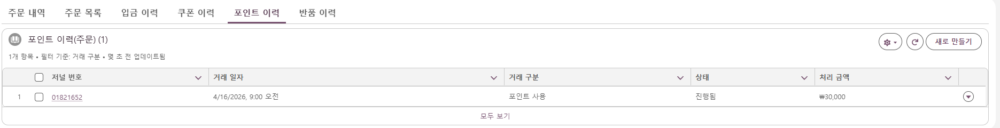 주문 내역 주문 목록 입금 이력 쿠폰 이력 포인트 이력 반품 이력
포인트 이력(주문) (1)
새로 만들기
1개 항목 • 필터 기준: 거래 구분 • 몇 초 전 업데이트됨
저널 번호 거래 일자 거래 구분 상태 처리 금액
1 01821652 4/16/2026, 9:00 오전 포인트 사용 진행됨 ₩30,000
모두 보기